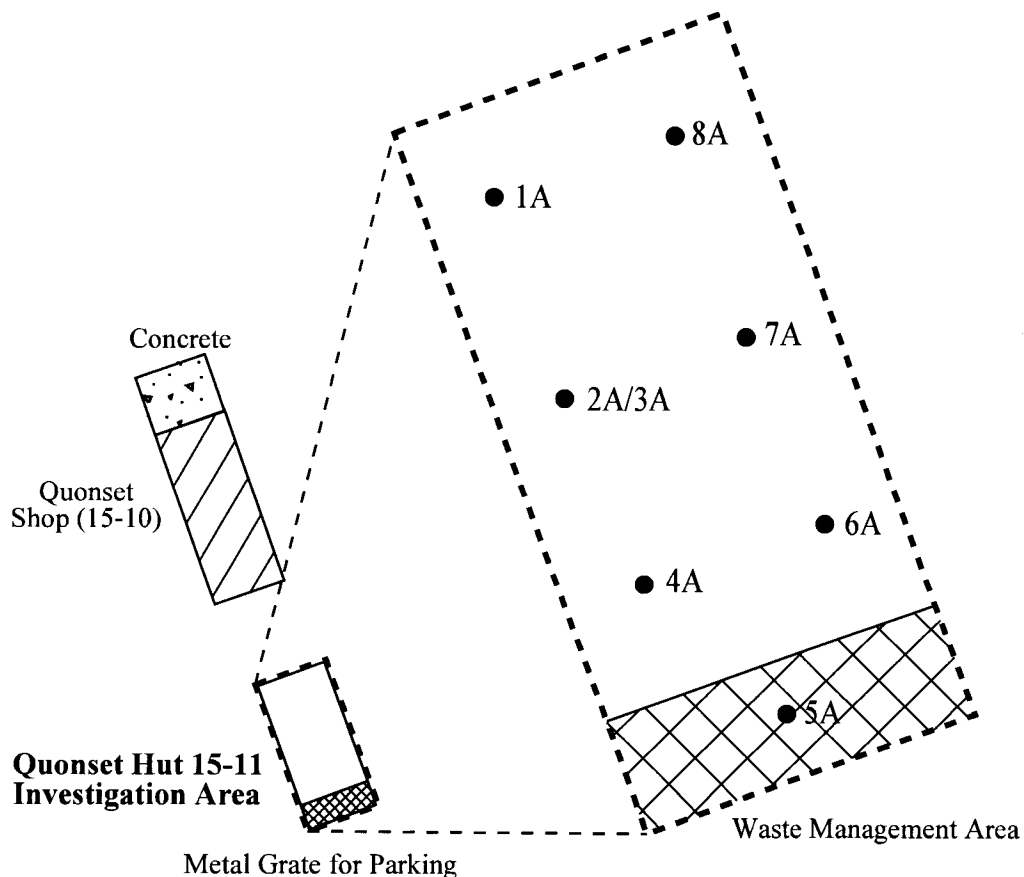 8A
1A
Concrete
7A
2A/3A
Quonset
Shop (15-10)
6A
4A
5A
Quonset Hut 15-11
Investigation Area
Waste Management Area
Metal Grate for Parking